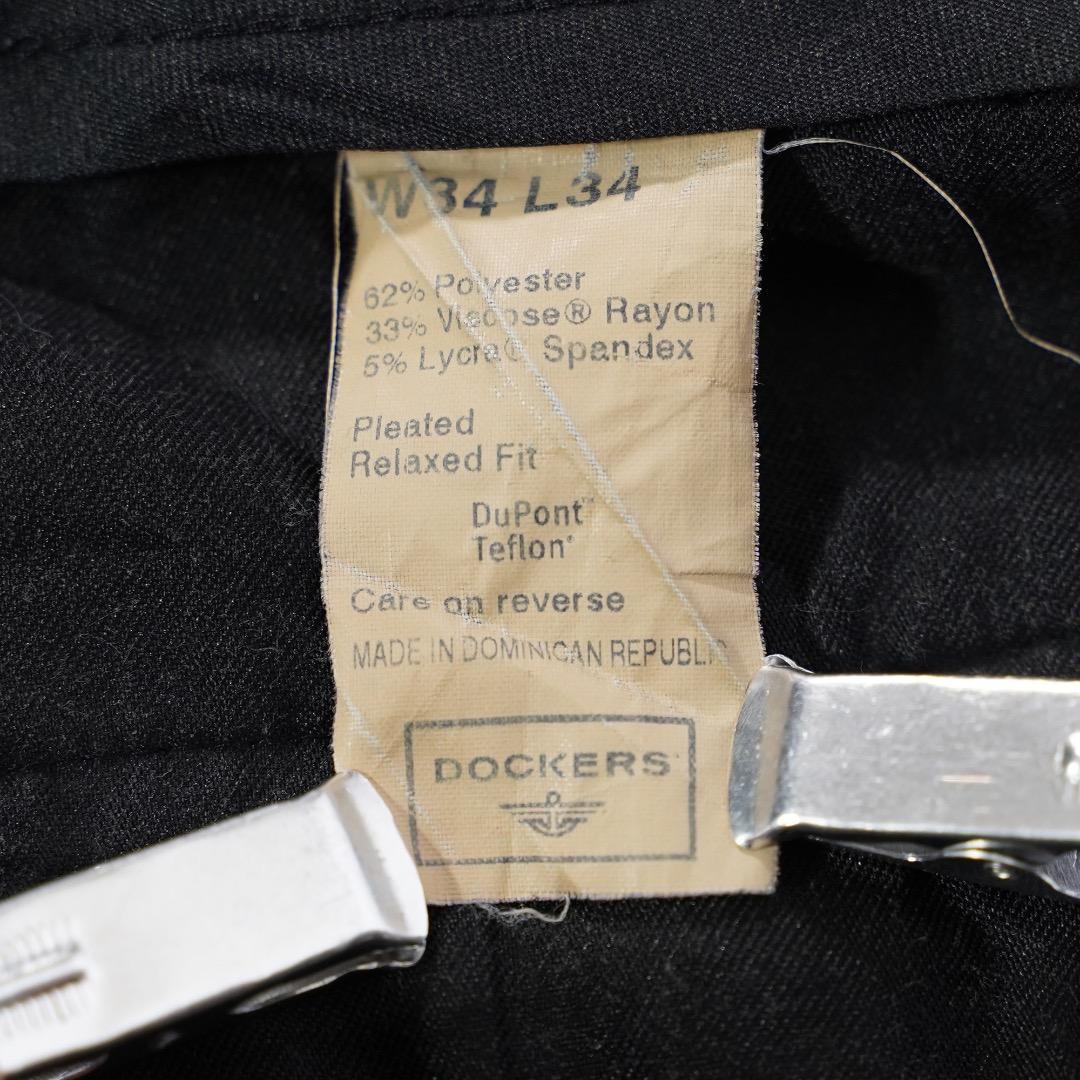 W34 L34
62% Polyester
33% Viscose® Rayon
5% Lycra® Spandex
Pleated
Relaxed Fit
DuPont™
Teflon®
Care on reverse
MADE IN DOMINICAN REPUBLIC
DOCKERS